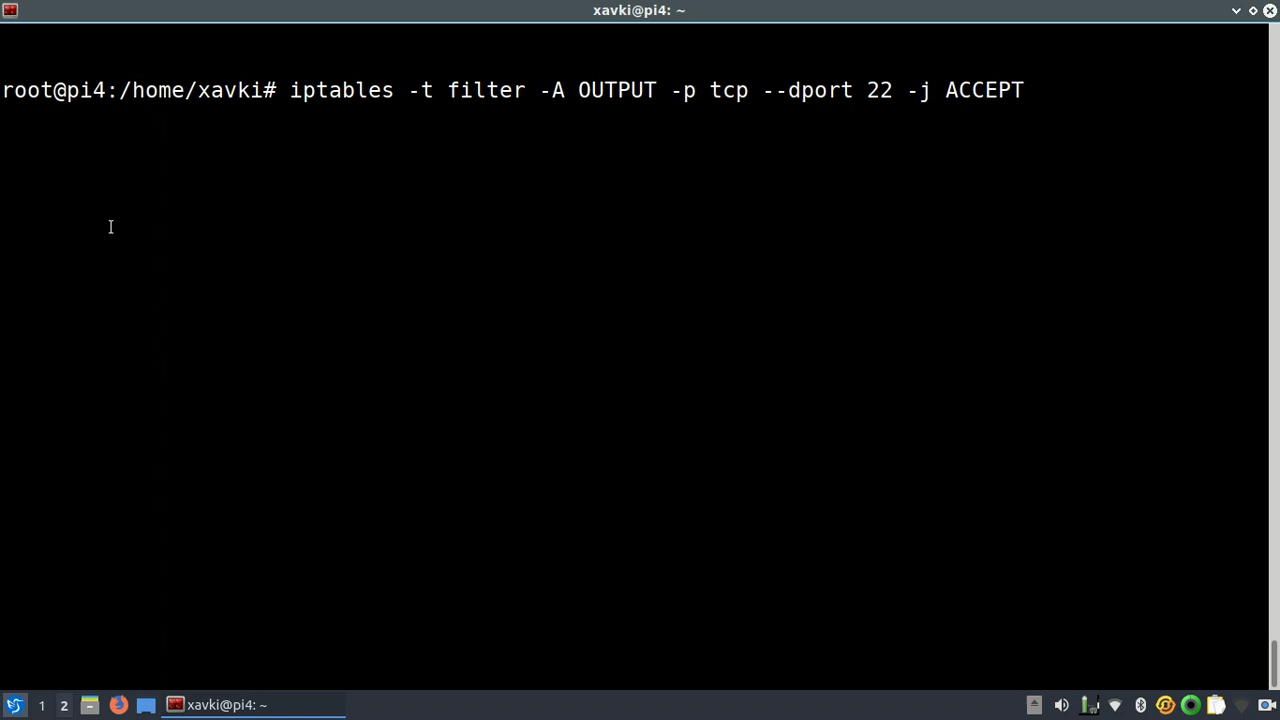 xavki@pi4: ~
root@pi4:/home/xavki# iptables -t filter -A OUTPUT -p tcp --dport 22 -j ACCEPT
1 2 xavki@pi4: ~